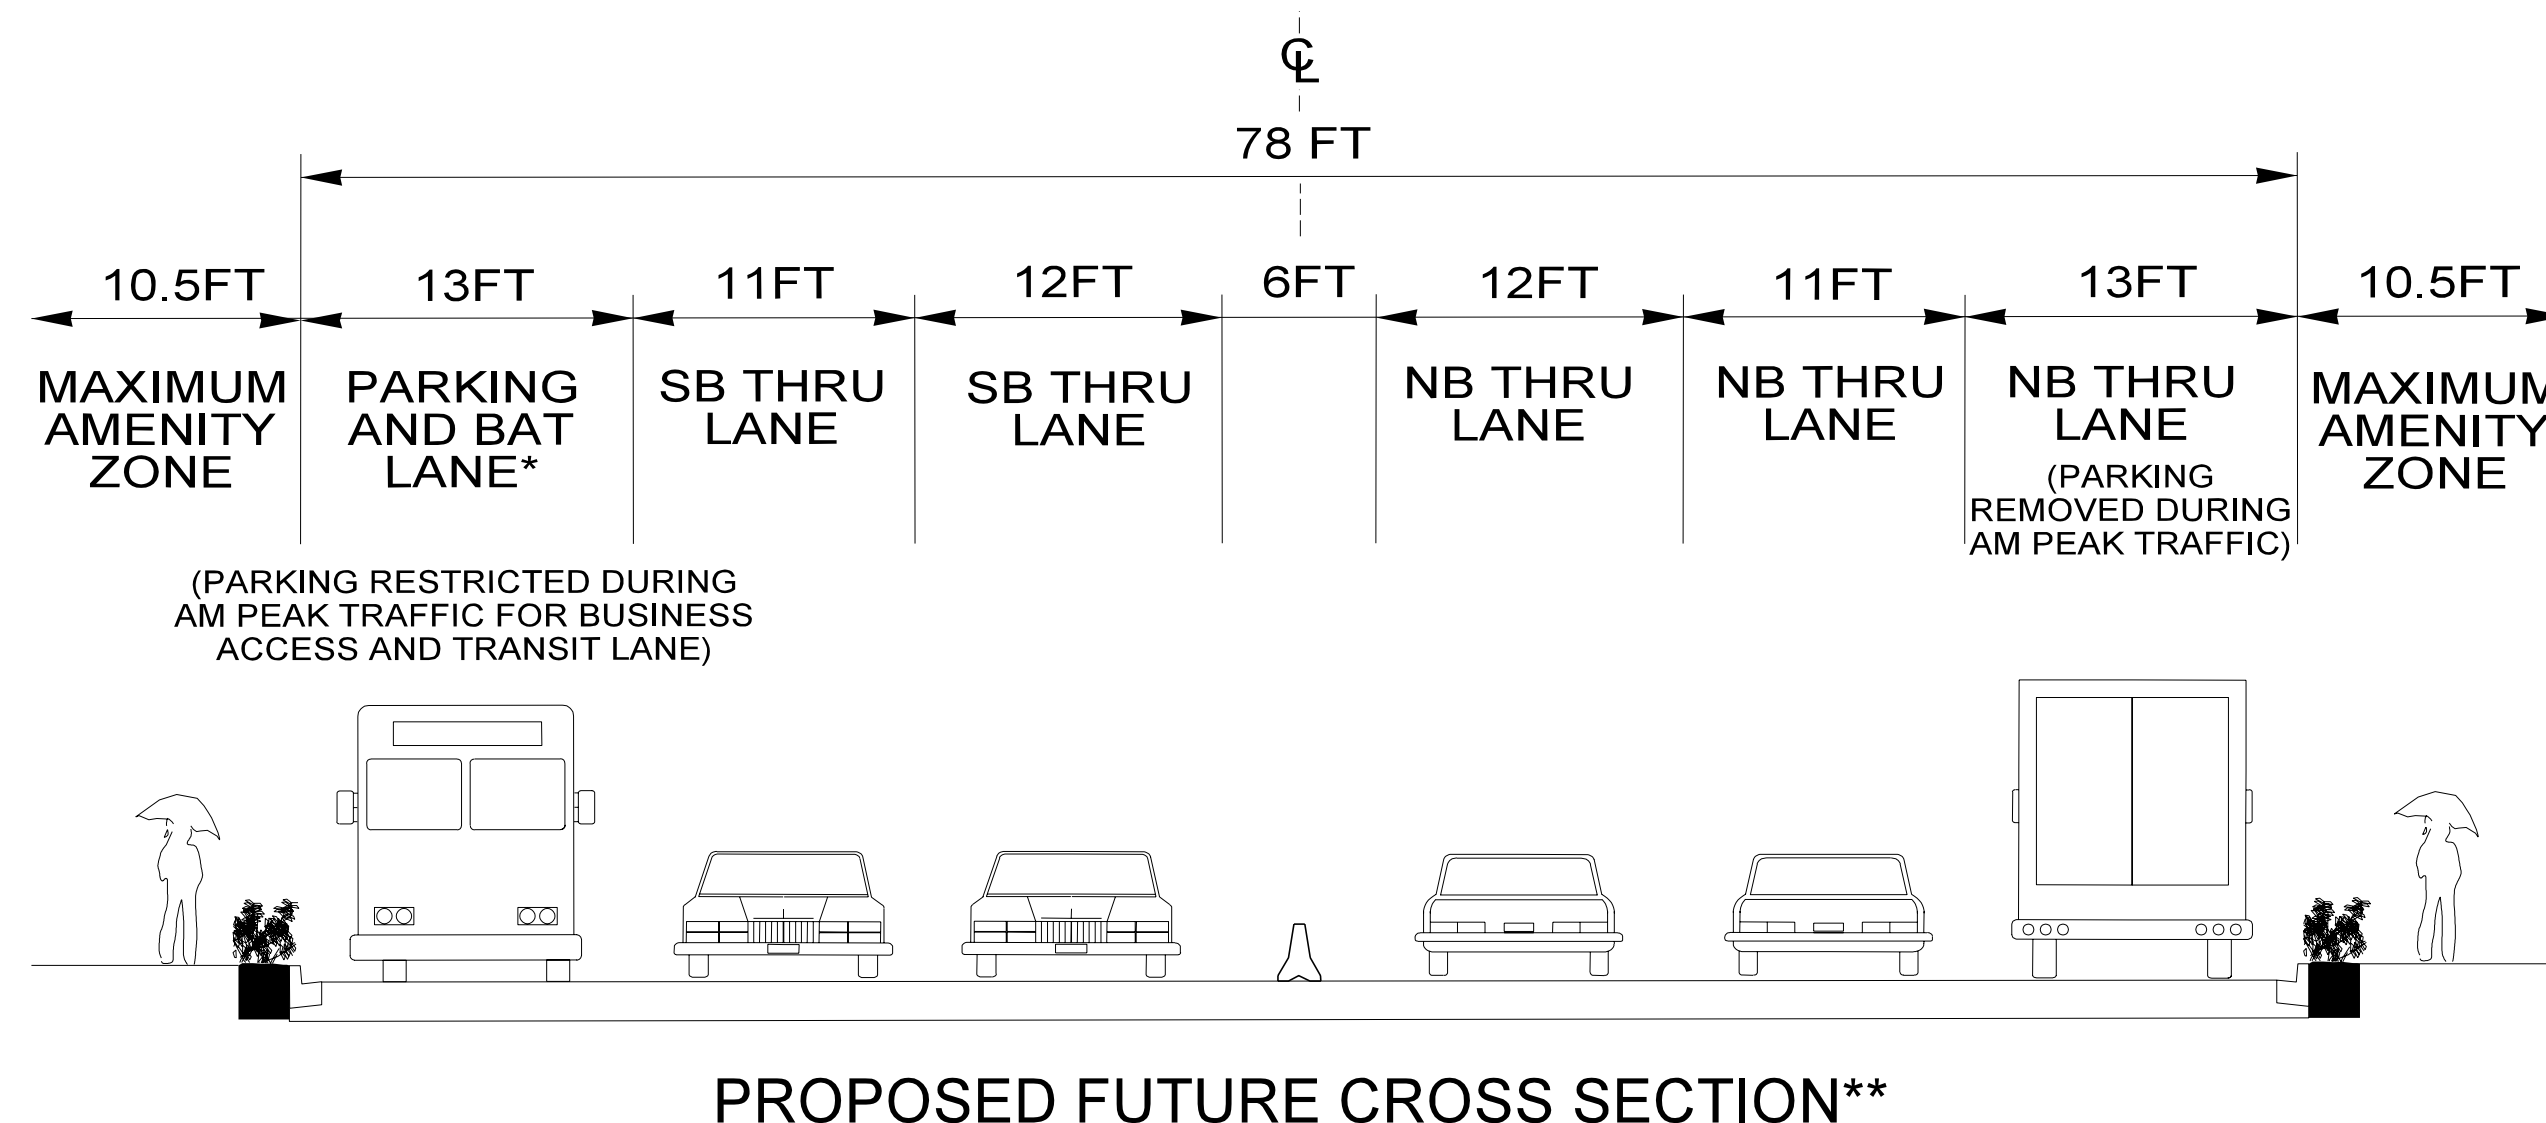 ℄
78 FT
10.5FT
13FT
11FT
12FT
6FT
12FT
11FT
13FT
10.5FT
MAXIMUM
AMENITY
ZONE
PARKING
AND BAT
LANE*
(PARKING RESTRICTED DURING
AM PEAK TRAFFIC FOR BUSINESS
ACCESS AND TRANSIT LANE)
SB THRU
LANE
SB THRU
LANE
NB THRU
LANE
NB THRU
LANE
NB THRU
LANE
(PARKING
REMOVED DURING
AM PEAK TRAFFIC)
MAXIMUM
AMENITY
ZONE
PROPOSED FUTURE CROSS SECTION**